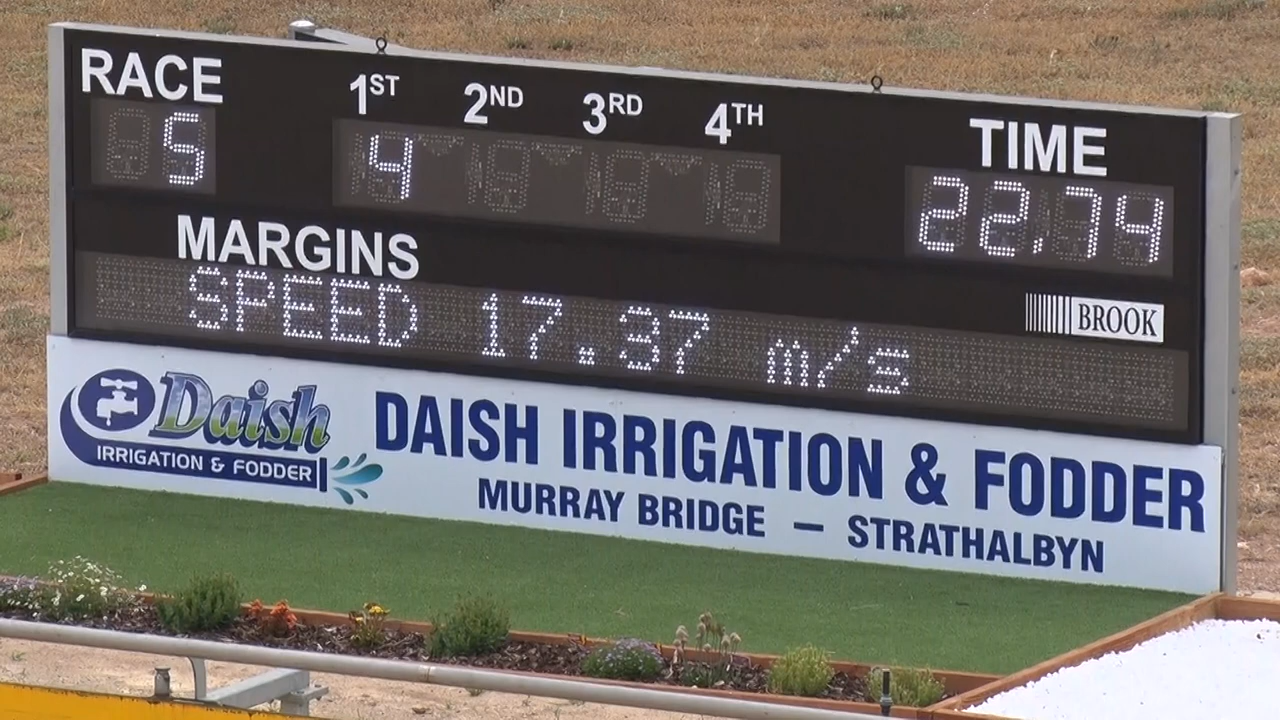 RACE 1ST 2ND 3RD 4TH TIME
5 4 22.74
MARGINS
SPEED 17.37 m/s
BROOK
Daish
IRRIGATION & FODDER
DAISH IRRIGATION & FODDER
MURRAY BRIDGE – STRATHALBYN